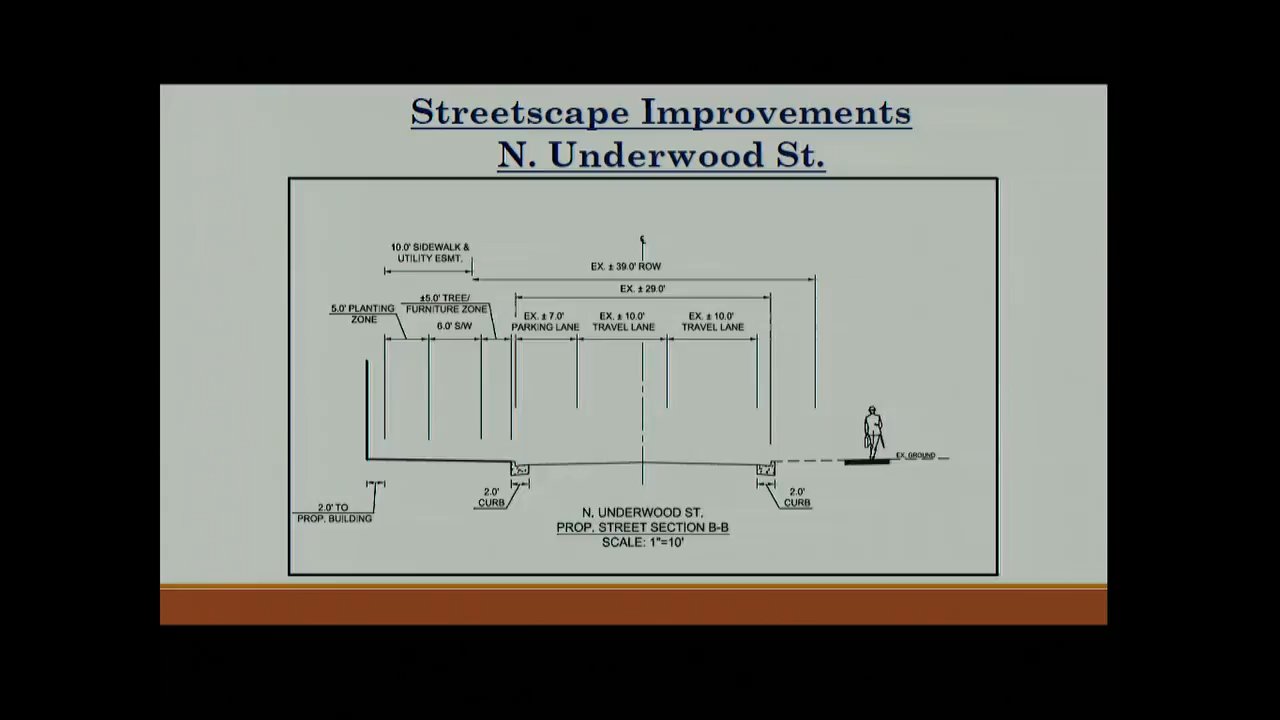 Streetscape Improvements
N. Underwood St.
10.0' SIDEWALK &
UTILITY ESMT.
℄
EX. ± 39.0' ROW
EX. ± 29.0'
5.0' PLANTING
ZONE
±5.0' TREE/
FURNITURE ZONE
6.0' S/W
EX. ± 7.0'
PARKING LANE
EX. ± 10.0'
TRAVEL LANE
EX. ± 10.0'
TRAVEL LANE
EX. GROUND
2.0' TO
PROP. BUILDING
2.0'
CURB
2.0'
CURB
N. UNDERWOOD ST.
PROP. STREET SECTION B-B
SCALE: 1"=10'